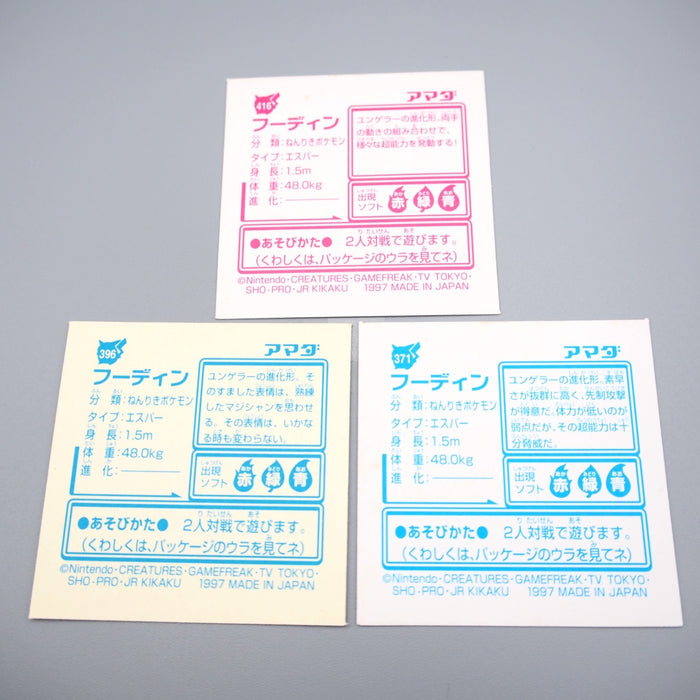 416
アマダ
フーディン
分類:ねんりきポケモン
タイプ:エスパー
身長:1.5m
体重:48.0kg
進化:―――――
ユンゲラーの進化形。両手
の動きの組み合わせで、
様々な超能力を発動する!
出現
ソフト
赤 緑 青
●あそびかた● 2人対戦で遊びます。
(くわしくは、パッケージのウラを見てネ)
©Nintendo・CREATURES・GAMEFREAK・TV TOKYO・
SHO-PRO・JR KIKAKU 1997 MADE IN JAPAN
396
アマダ
フーディン
分類:ねんりきポケモン
タイプ:エスパー
身長:1.5m
体重:48.0kg
進化:―――――
ユンゲラーの進化形。そ
のすました表情は、熟練
したマジシャンを思わせ
る。その表情は、いかな
る時も変わらない。
出現
ソフト
赤 緑 青
●あそびかた● 2人対戦で遊びます。
(くわしくは、パッケージのウラを見てネ)
©Nintendo・CREATURES・GAMEFREAK・TV TOKYO・
SHO-PRO・JR KIKAKU 1997 MADE IN JAPAN
371
アマダ
フーディン
分類:ねんりきポケモン
タイプ:エスパー
身長:1.5m
体重:48.0kg
進化:―――――
ユンゲラーの進化形。素早
さが抜群に高く、先制攻撃
が得意だ。体力が低いのが
弱点だが、その超能力は十
分脅威だ。
出現
ソフト
赤 緑 青
●あそびかた● 2人対戦で遊びます。
(くわしくは、パッケージのウラを見てネ)
©Nintendo・CREATURES・GAMEFREAK・TV TOKYO・
SHO-PRO・JR KIKAKU 1997 MADE IN JAPAN